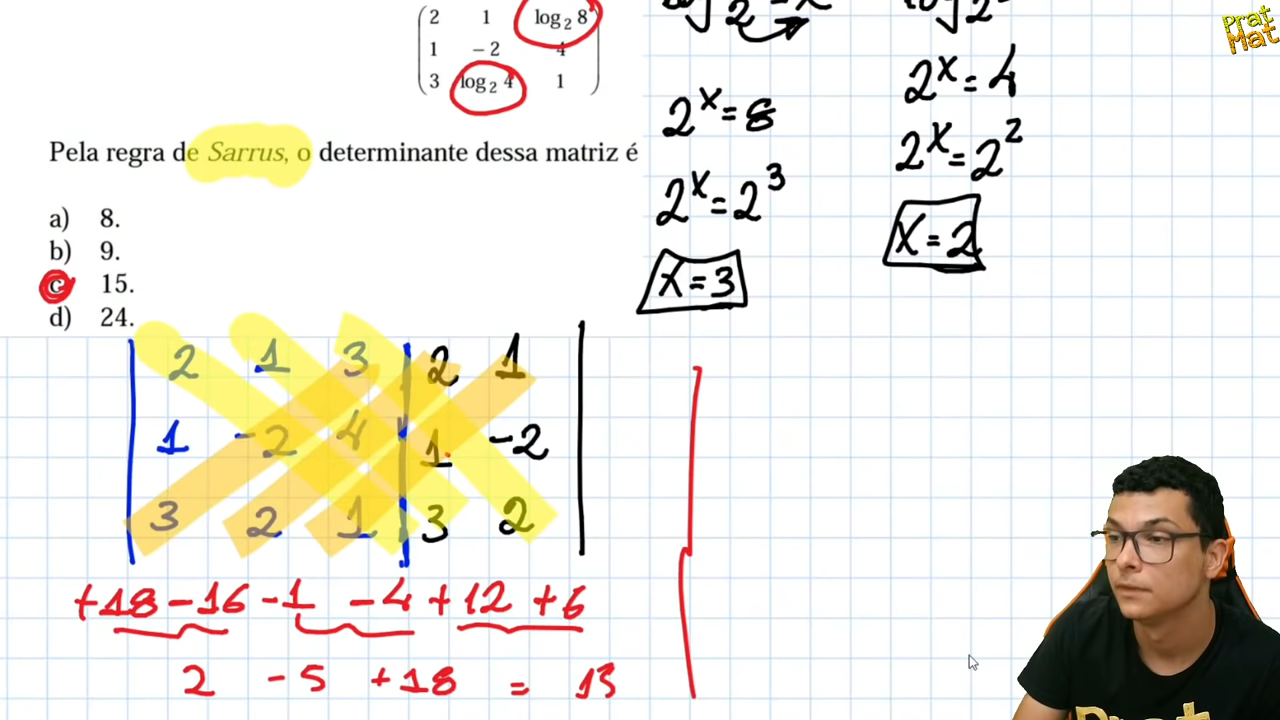 2 1 log₂ 8
1 − 2 4
3 log₂ 4 1
Pela regra de Sarrus, o determinante dessa matriz é
a) 8.
b) 9.
c 15.
d) 24.
2ˣ = 8
2ˣ = 2³
x = 3
2ˣ = 4
2ˣ = 2²
x = 2
Prat
Mat
2 1 3 2 1
1 -2 4 1 -2
3 2 1 3 2
+18 -16 -1 -4 +12 +6
2 -5 +18 = 15